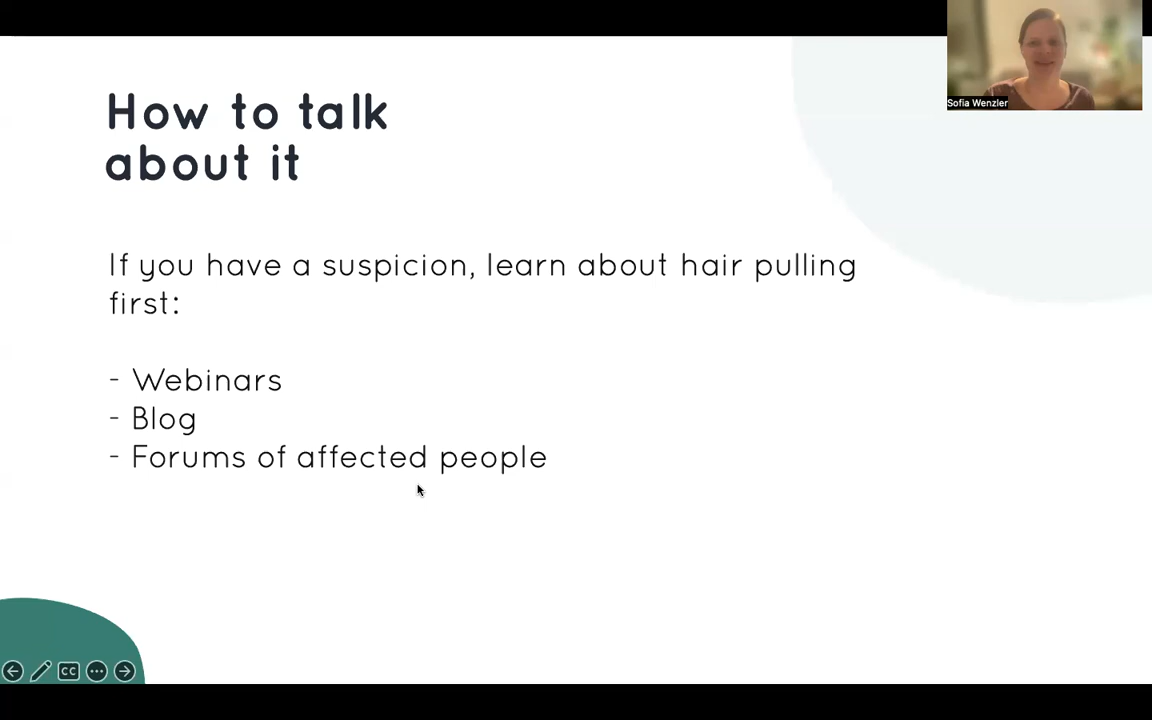 Sofia Wenzler
How to talk
about it
If you have a suspicion, learn about hair pulling
first:
- Webinars
- Blog
- Forums of affected people
CC